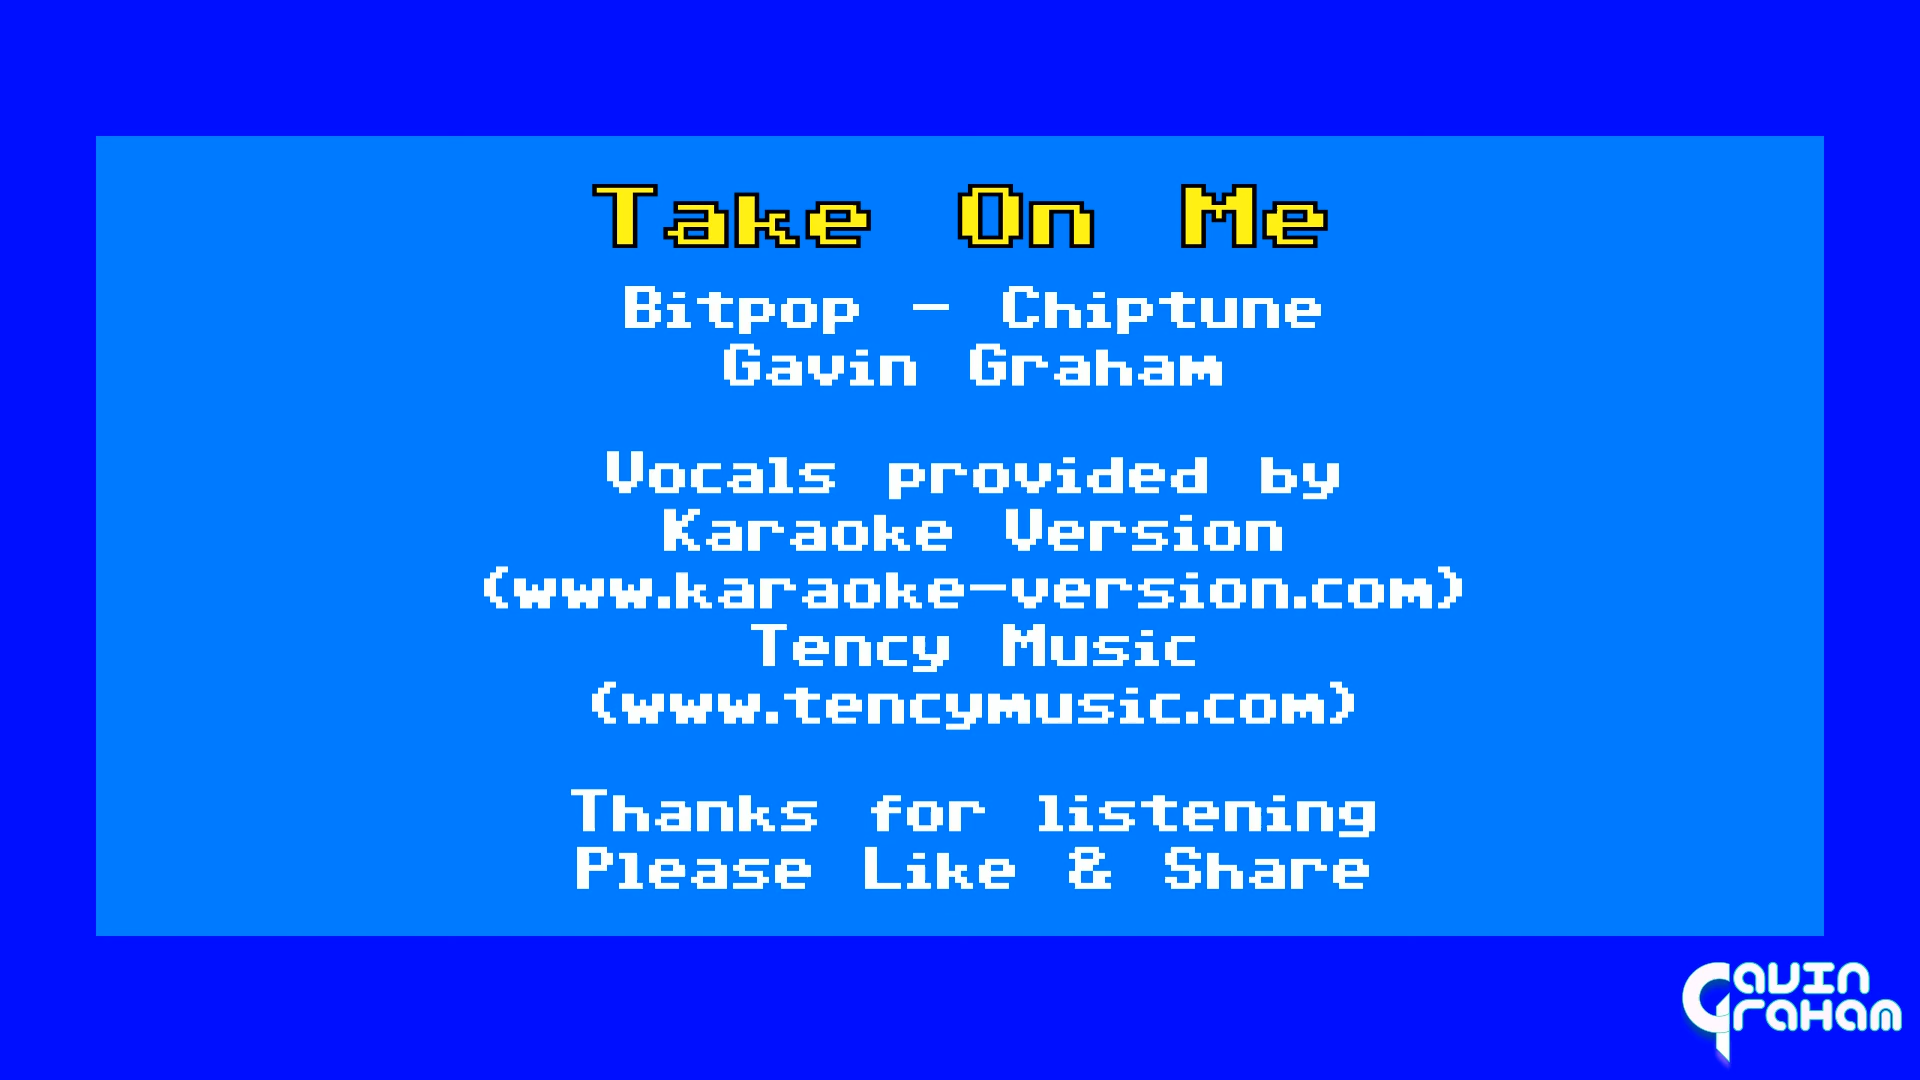 Take On Me
Bitpop - Chiptune
Gavin Graham
Vocals provided by
Karaoke Version
(www.karaoke-version.com)
Tency Music
(www.tencymusic.com)
Thanks for listening
Please Like & Share
Gavin
Graham